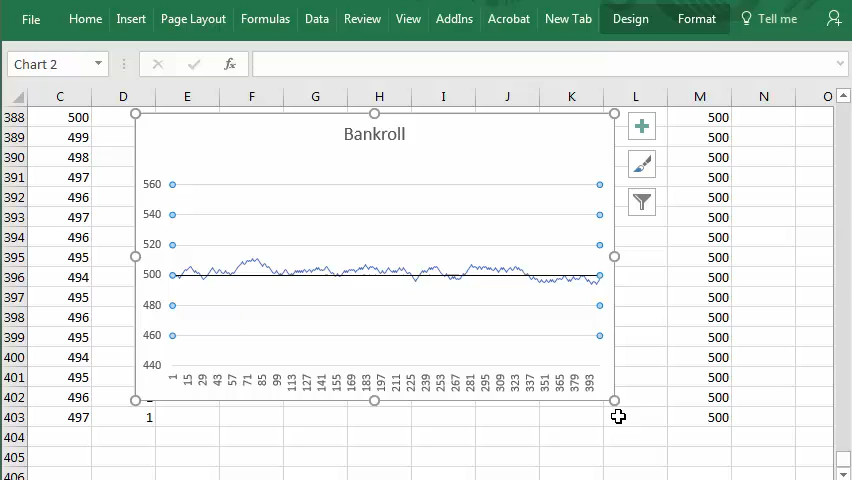 File Home Insert Page Layout Formulas Data Review View AddIns Acrobat New Tab Design Format Tell me
Chart 2 fx
C D E F G H I J K L M N O
388 500 500
389 499 500
390 498 500
391 497 500
392 496 500
393 497 500
394 496 500
395 495 500
396 494 500
397 495 500
398 496 500
399 495 500
400 494 500
401 495 500
402 496 500
403 497 1 500
404
405
406
Bankroll
560
540
520
500
480
460
440
1 15 29 43 57 71 85 99 113 127 141 155 169 183 197 211 225 239 253 267 281 295 309 323 337 351 365 379 393